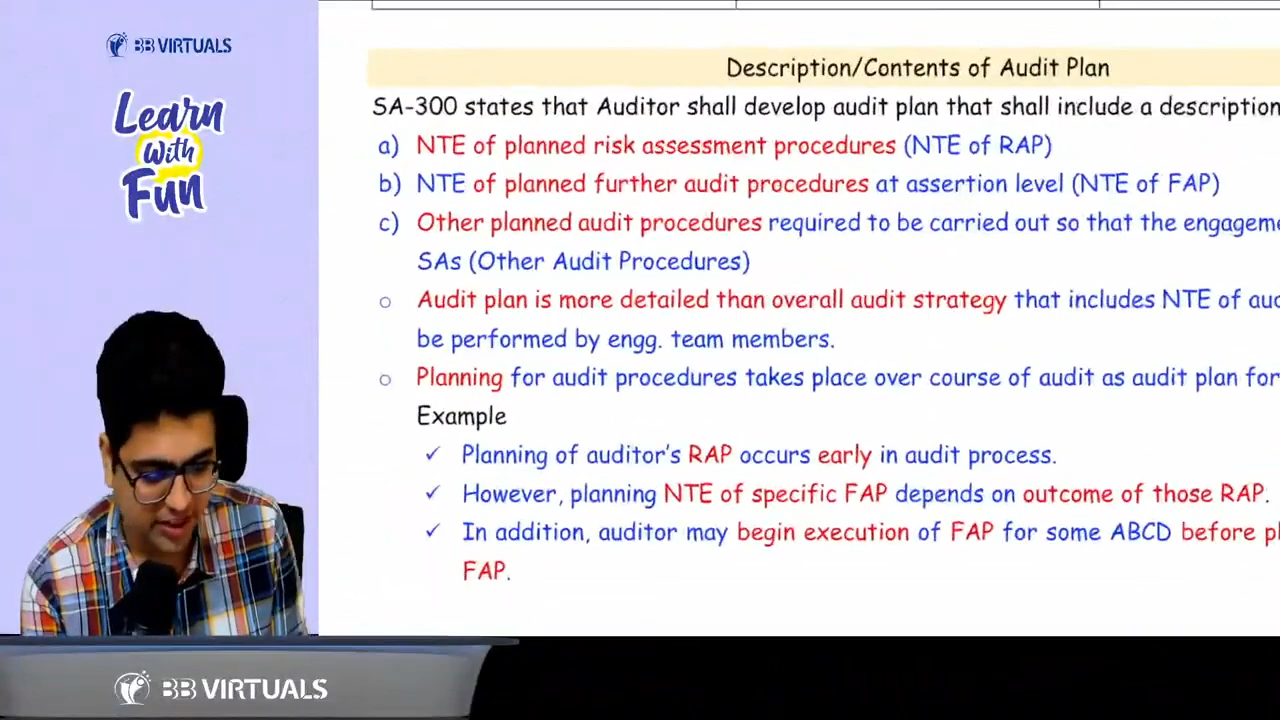 BB VIRTUALS
Learn
With
Fun
Description/Contents of Audit Plan
SA-300 states that Auditor shall develop audit plan that shall include a description
a) NTE of planned risk assessment procedures (NTE of RAP)
b) NTE of planned further audit procedures at assertion level (NTE of FAP)
c) Other planned audit procedures required to be carried out so that the
SAs (Other Audit Procedures)
o Audit plan is more detailed than overall audit strategy that includes NTE of
be performed by engg. team members.
o Planning for audit procedures takes place over course of audit as audit plan for
Example
✓ Planning of auditor's RAP occurs early in audit process.
✓ However, planning NTE of specific FAP depends on outcome of those RAP.
✓ In addition, auditor may begin execution of FAP for some ABCD before
FAP.
BB VIRTUALS